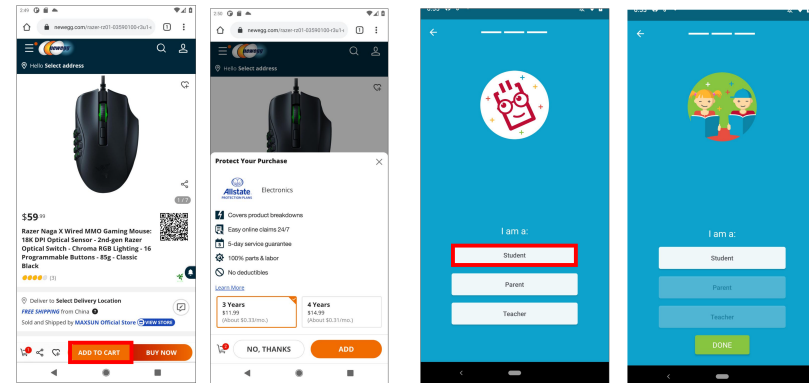 2:49
newegg.com/razer-rz01-03590100-r3u1-
1
newegg
Hello Select address
1 / 2
$59.99
Razer Naga X Wired MMO Gaming Mouse:
18K DPI Optical Sensor - 2nd-gen Razer
Optical Switch - Chroma RGB Lighting - 16
Programmable Buttons - 85g - Classic
Black
(3)
Deliver to Select Delivery Location
FREE SHIPPING from China
Sold and Shipped by MAXSUN Official Store VIEW STORE
ADD TO CART
BUY NOW
newegg.com/razer-rz01-03590100-r3u1-
1
newegg
Hello Select address
Protect Your Purchase
Allstate
PROTECTION PLANS
Electronics
Covers product breakdowns
Easy online claims 24/7
5-day service guarantee
100% parts & labor
No deductibles
Learn More
3 Years
$11.99
(About $0.33/mo.)
4 Years
$14.99
(About $0.31/mo.)
NO, THANKS
ADD
I am a:
Student
Parent
Teacher
I am a:
Student
Parent
Teacher
DONE